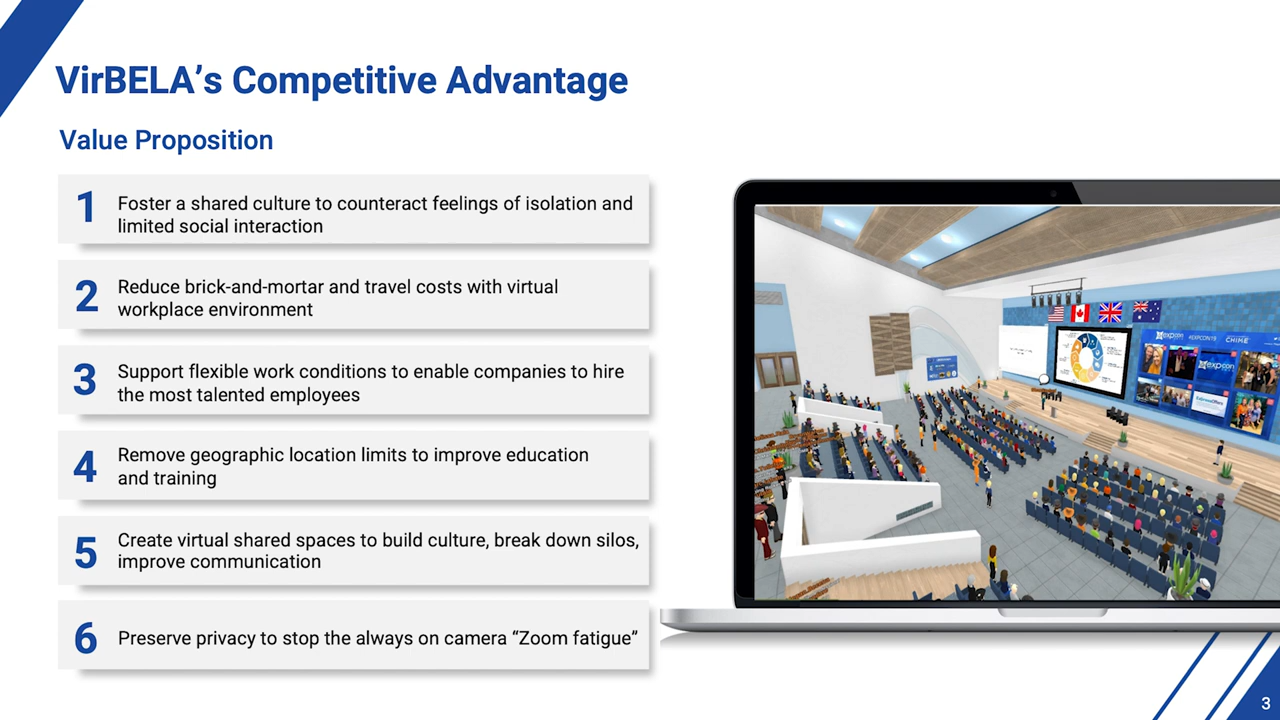 VirBELA’s Competitive Advantage
Value Proposition
1
Foster a shared culture to counteract feelings of isolation and
limited social interaction
2
Reduce brick-and-mortar and travel costs with virtual
workplace environment
3
Support flexible work conditions to enable companies to hire
the most talented employees
4
Remove geographic location limits to improve education
and training
5
Create virtual shared spaces to build culture, break down silos,
improve communication
6
Preserve privacy to stop the always on camera “Zoom fatigue”
expcon
#EXPCON19
CHIME
expcon
3